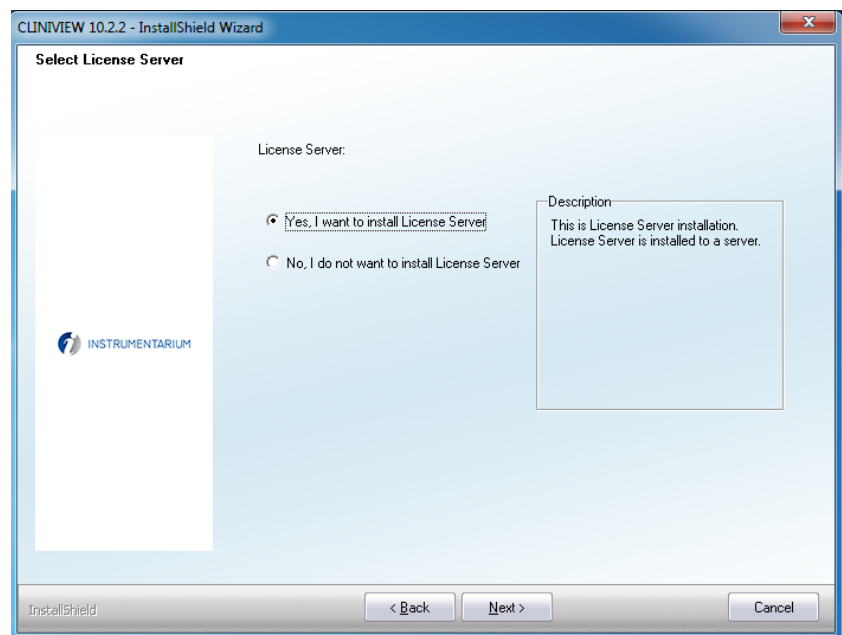 CLINIVIEW 10.2.2 - InstallShield Wizard
Select License Server
License Server:
Yes, I want to install License Server
No, I do not want to install License Server
Description
This is License Server installation.
License Server is installed to a server.
INSTRUMENTARIUM
InstallShield
< Back
Next >
Cancel